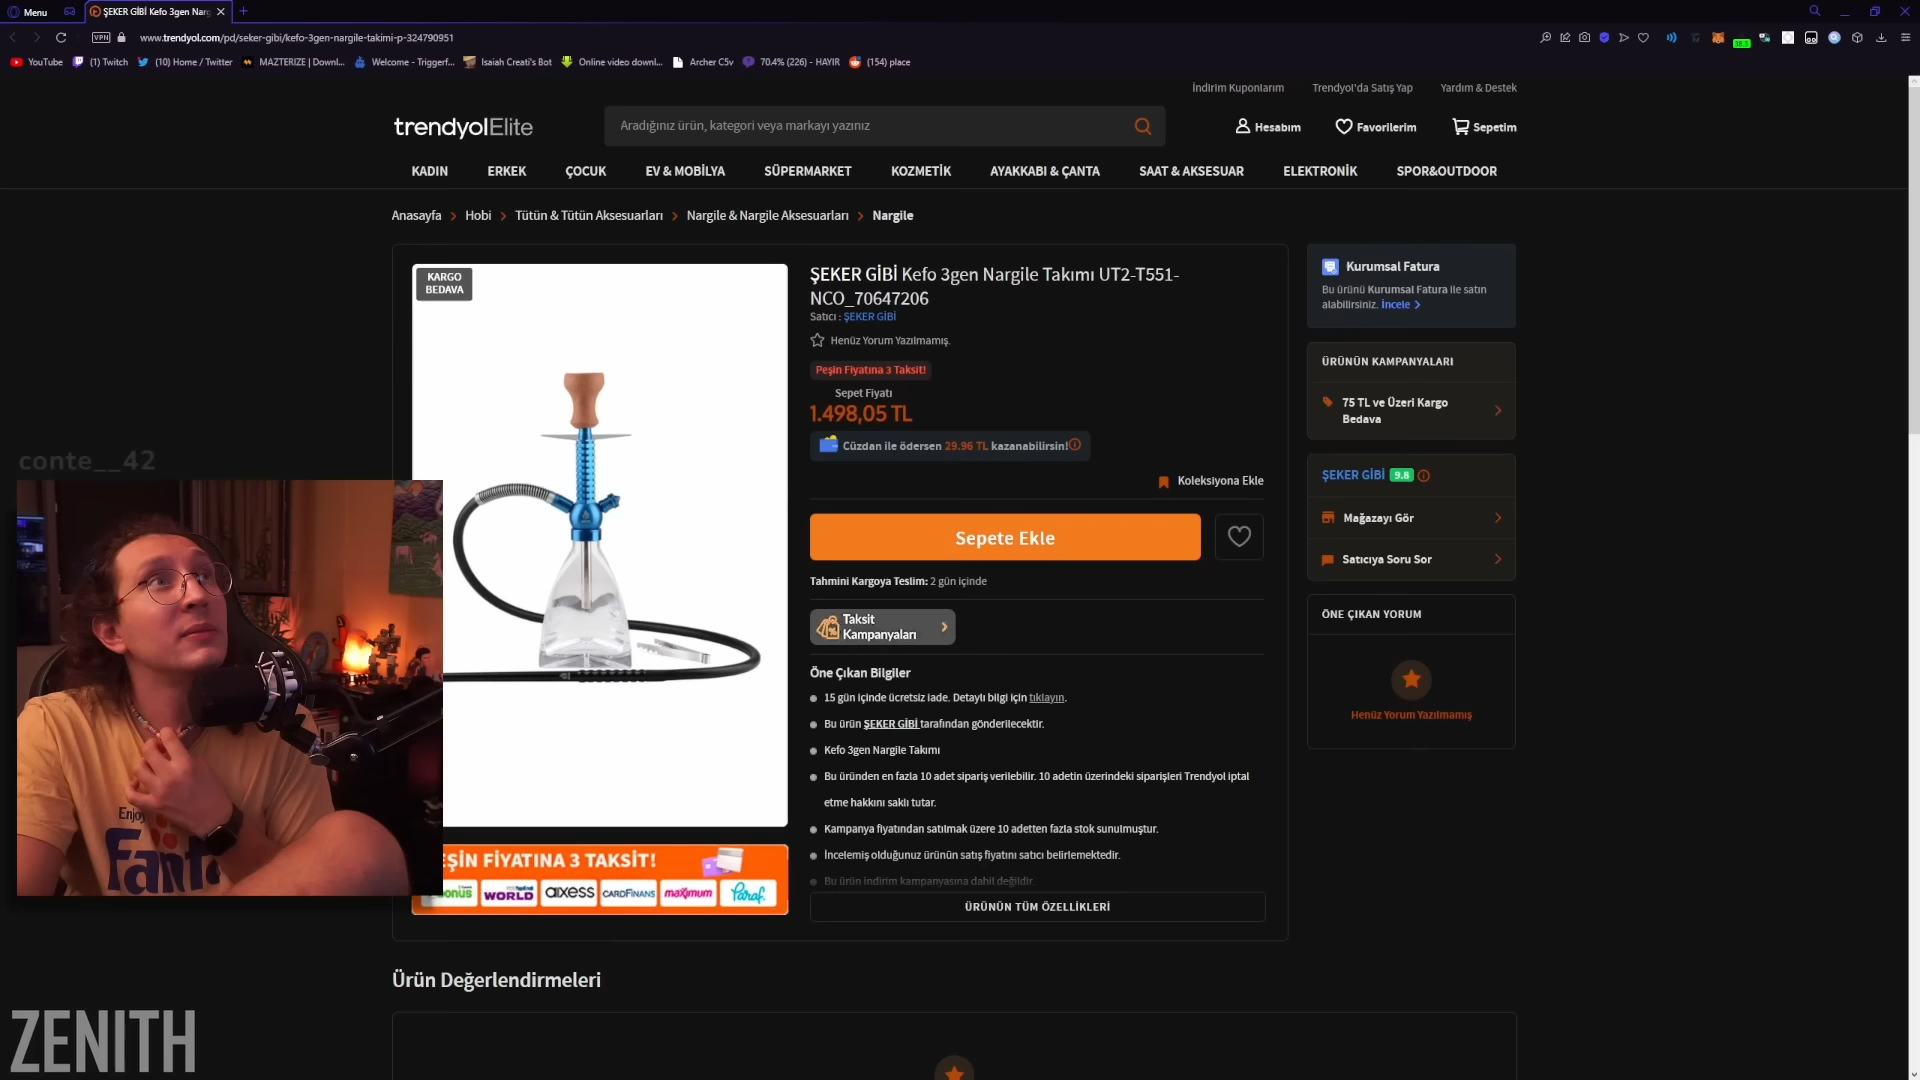 Menu
ŞEKER GİBİ Kefo 3gen Narg
VPN
www.trendyol.com/pd/seker-gibi/kefo-3gen-nargile-takimi-p-324790951
YouTube
(1) Twitch
(10) Home / Twitter
MAZTERIZE | Downl...
Welcome - Triggerf...
Isaiah Creati's Bot
Online video downl...
Archer C5v
70.4% (226) - HAYIR
(154) place
İndirim Kuponlarım
Trendyol'da Satış Yap
Yardım & Destek
trendyolElite
Aradığınız ürün, kategori veya markayı yazınız
Hesabım
Favorilerim
Sepetim
KADIN
ERKEK
ÇOCUK
EV & MOBİLYA
SÜPERMARKET
KOZMETİK
AYAKKABI & ÇANTA
SAAT & AKSESUAR
ELEKTRONİK
SPOR&OUTDOOR
Anasayfa
Hobi
Tütün & Tütün Aksesuarları
Nargile & Nargile Aksesuarları
Nargile
KARGO
BEDAVA
ŞEKER GİBİ Kefo 3gen Nargile Takımı UT2-T551-
NCO_70647206
Satıcı : ŞEKER GİBİ
Henüz Yorum Yazılmamış.
Peşin Fiyatına 3 Taksit!
Sepet Fiyatı
1.498,05 TL
Cüzdan ile ödersen 29.96 TL kazanabilirsin!
Koleksiyona Ekle
Sepete Ekle
Tahmini Kargoya Teslim: 2 gün içinde
Taksit
Kampanyaları
Öne Çıkan Bilgiler
15 gün içinde ücretsiz iade. Detaylı bilgi için tıklayın.
Bu ürün ŞEKER GİBİ tarafından gönderilecektir.
Kefo 3gen Nargile Takımı
Bu üründen en fazla 10 adet sipariş verilebilir. 10 adetin üzerindeki siparişleri Trendyol iptal
etme hakkını saklı tutar.
Kampanya fiyatından satılmak üzere 10 adetten fazla stok sunulmuştur.
İncelemiş olduğunuz ürünün satış fiyatını satıcı belirlemektedir.
Bu ürün indirim kampanyasına dahil değildir.
ÜRÜNÜN TÜM ÖZELLİKLERİ
Kurumsal Fatura
Bu ürünü Kurumsal Fatura ile satın
alabilirsiniz. İncele
ÜRÜNÜN KAMPANYALARI
75 TL ve Üzeri Kargo
Bedava
ŞEKER GİBİ 9.8
Mağazayı Gör
Satıcıya Soru Sor
ÖNE ÇIKAN YORUM
Henüz Yorum Yazılmamış
conte__42
Enjoy
Fant
EŞİN FİYATINA 3 TAKSİT!
bonus
WORLD
axess
CARDFINANS
maximum
Paraf
Ürün Değerlendirmeleri
ZENITH